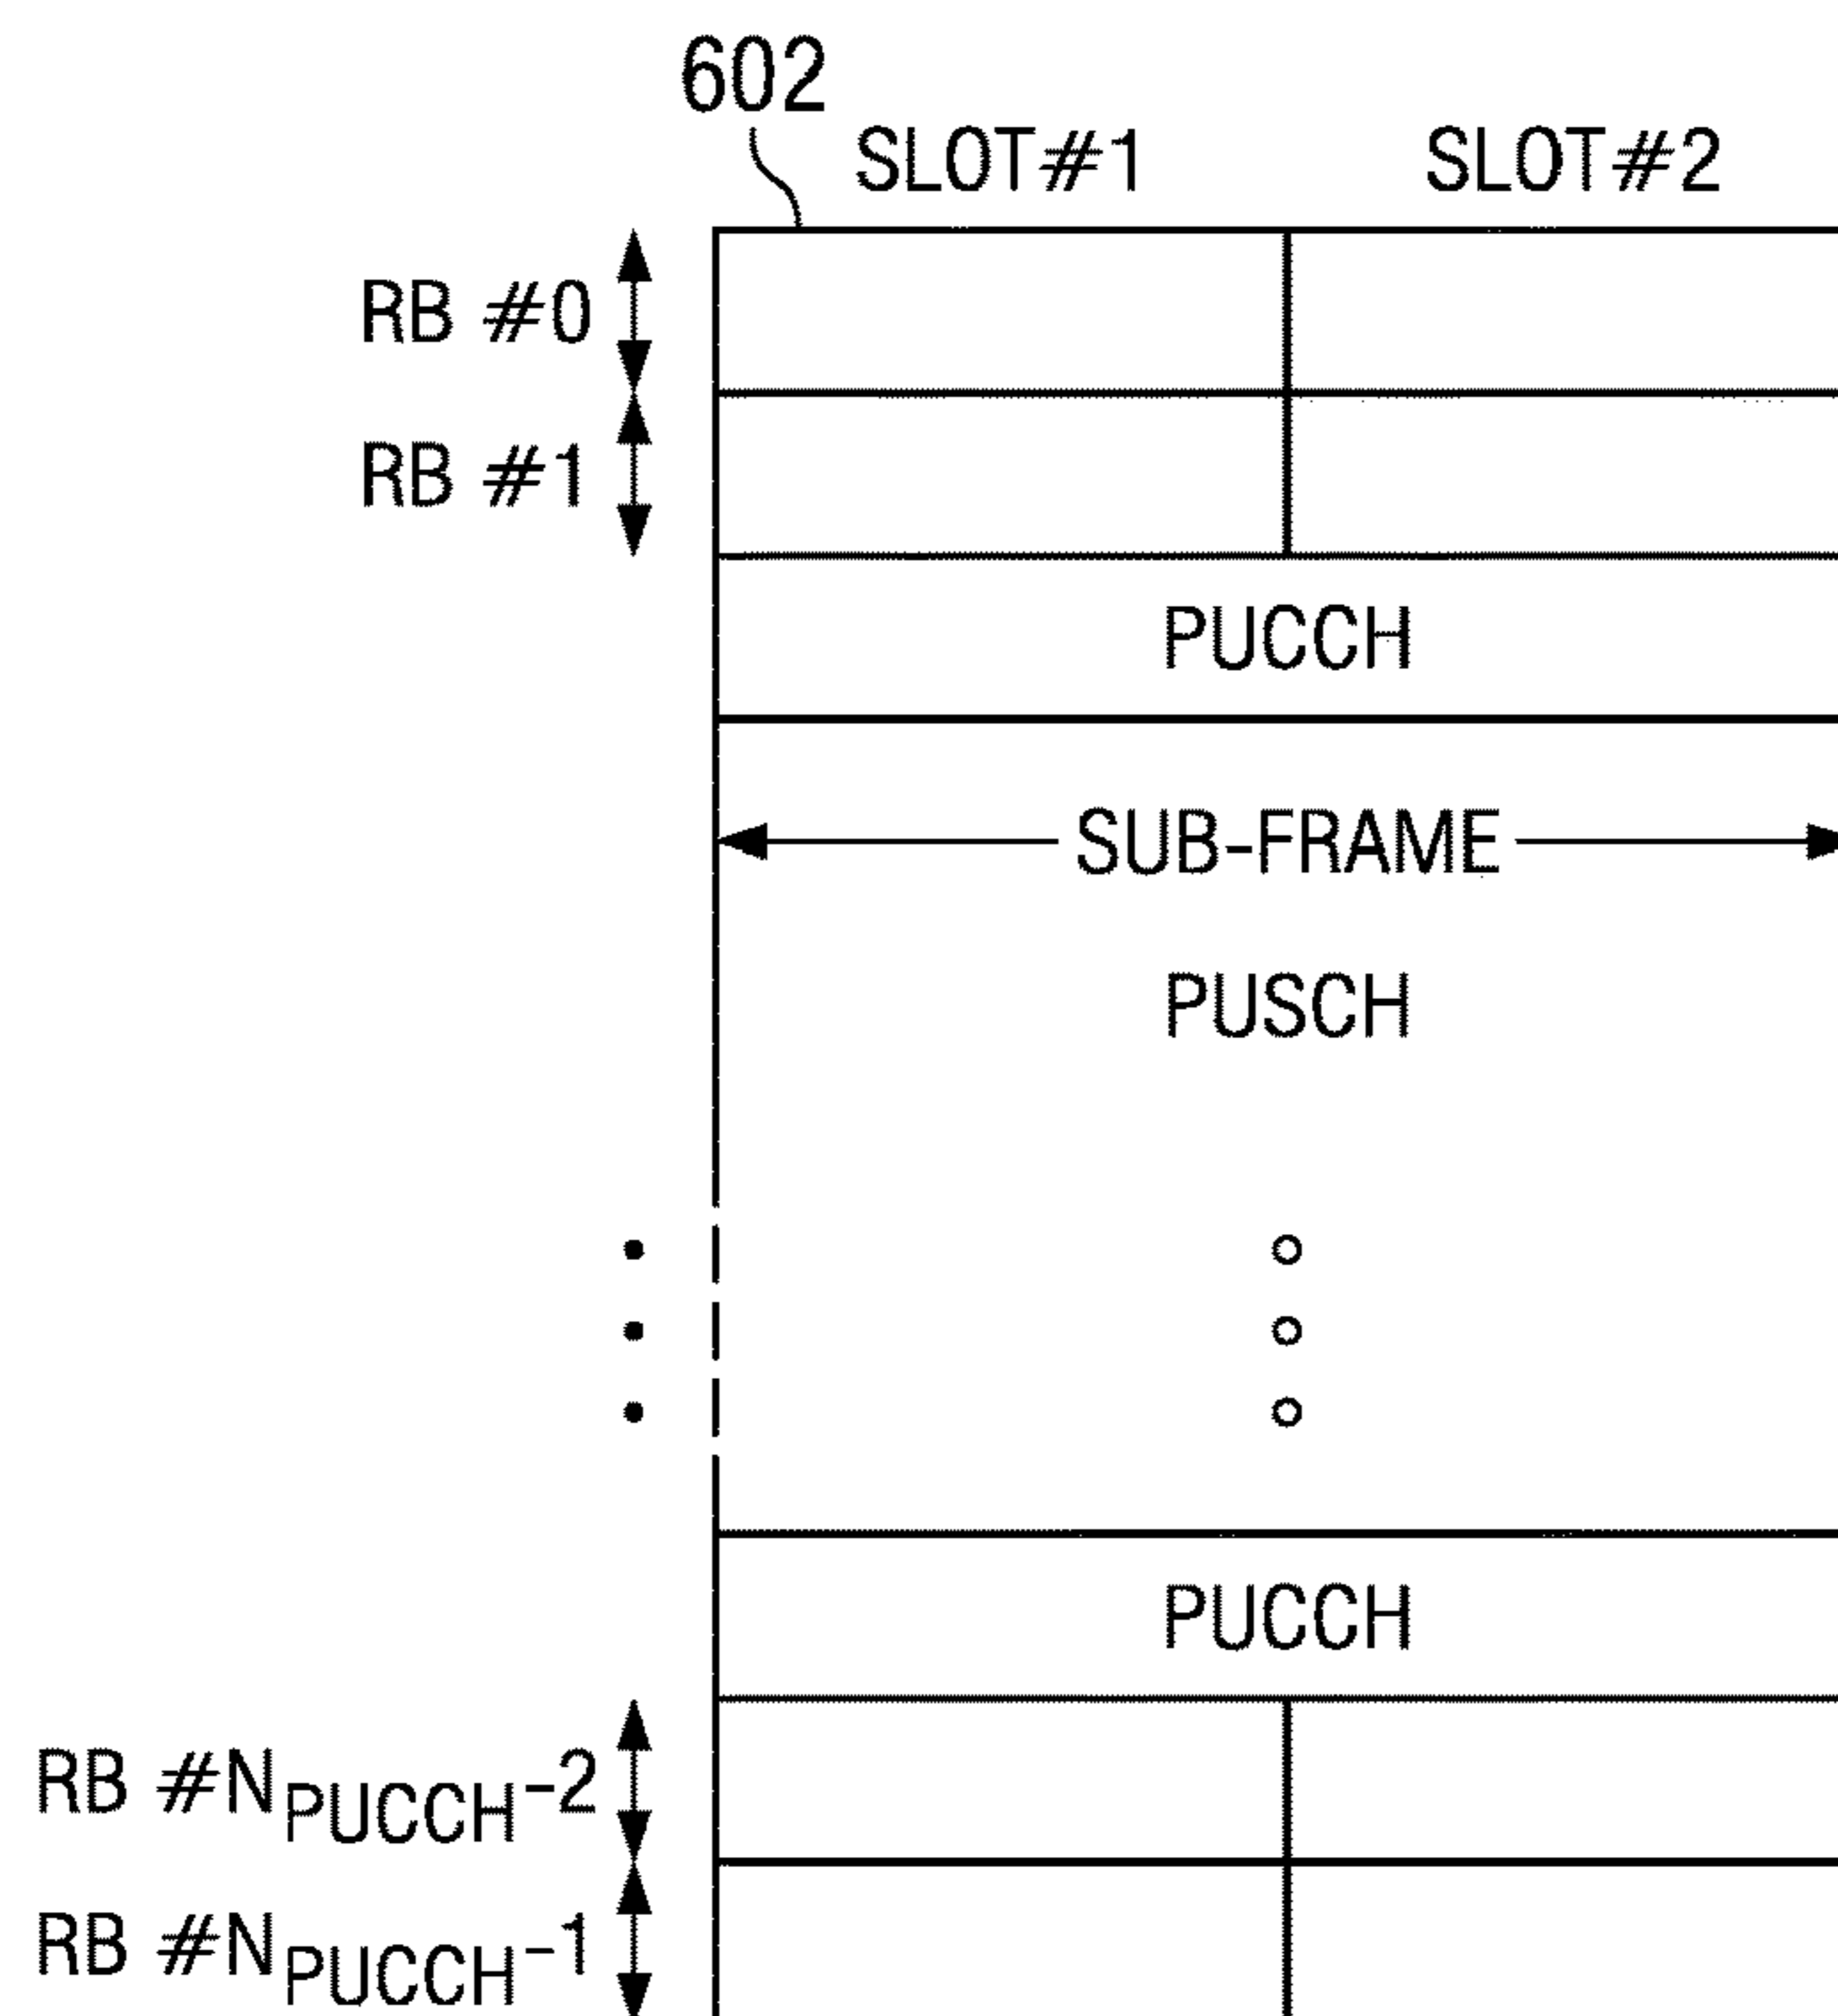 602
SLOT#1 SLOT#2
RB #0
RB #1
PUCCH
SUB-FRAME
PUSCH
PUCCH
RB #NPUCCH-2
RB #NPUCCH-1